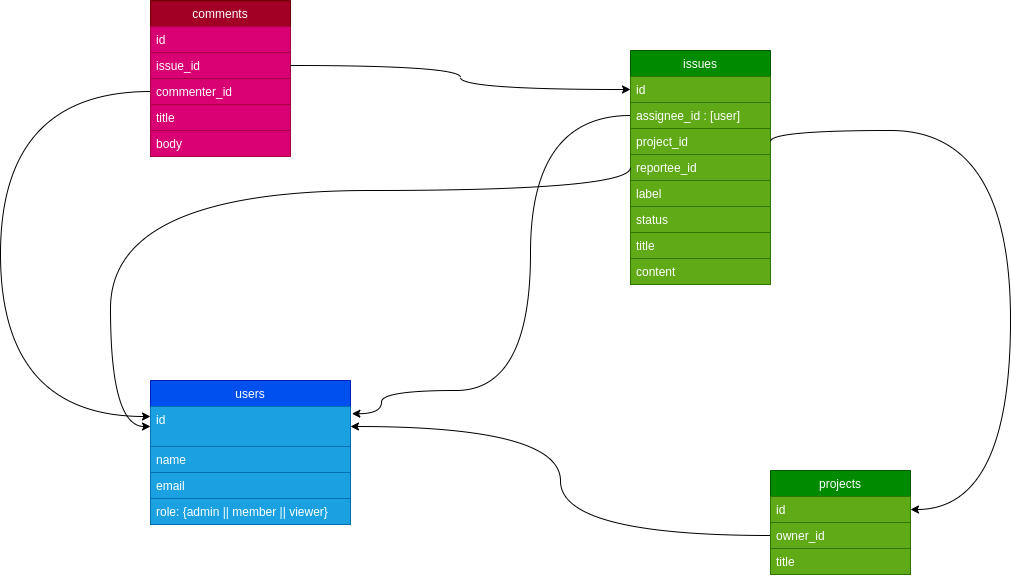 comments
id
issue_id
commenter_id
title
body
issues
id
assignee_id : [user]
project_id
reportee_id
label
status
title
content
users
id
name
email
role: {admin || member || viewer}
projects
id
owner_id
title